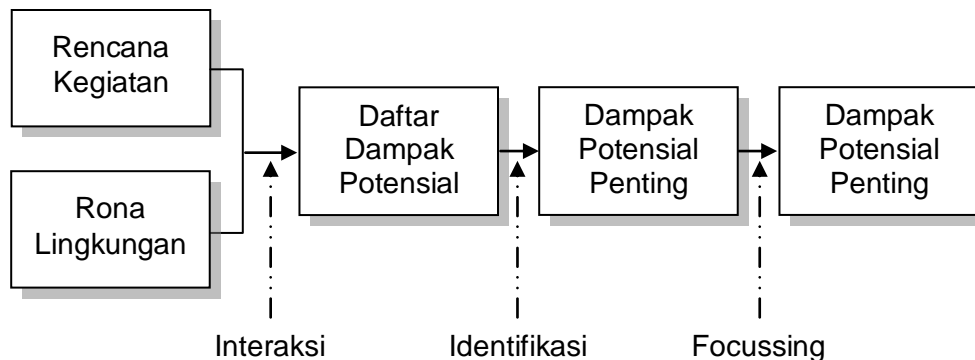 Rencana
Kegiatan
Rona
Lingkungan
Daftar
Dampak
Potensial
Dampak
Potensial
Penting
Dampak
Potensial
Penting
Interaksi
Identifikasi
Focussing